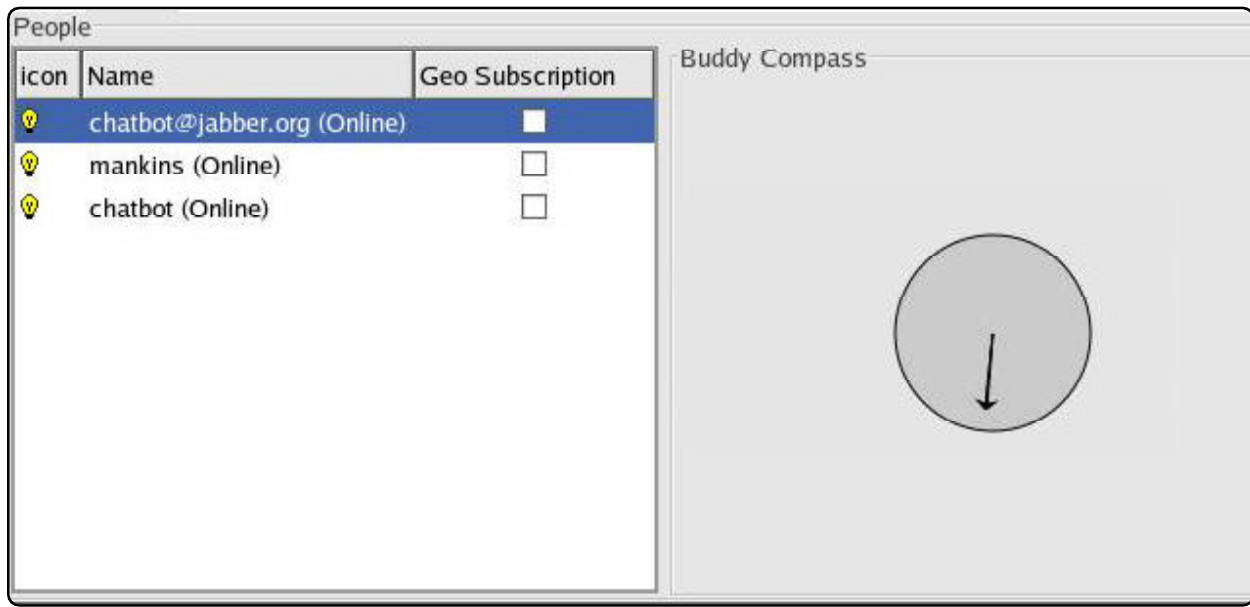 People
icon Name Geo Subscription
chatbot@jabber.org (Online)
mankins (Online)
chatbot (Online)
Buddy Compass